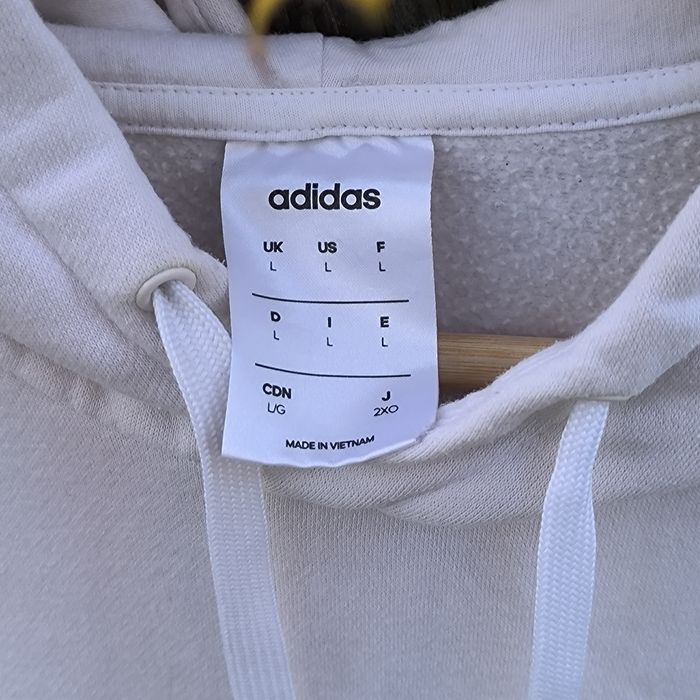 adidas
UK US F
L L L
D I E
L L L
CDN J
L/G 2XO
MADE IN VIETNAM